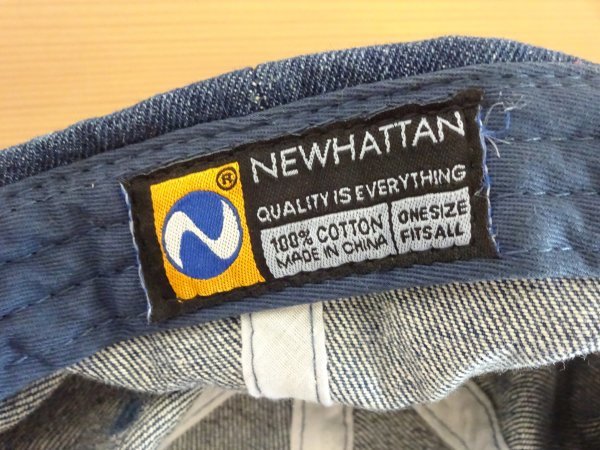 ®
NEWHATTAN
QUALITY IS EVERYTHING
100% COTTON
MADE IN CHINA
ONE SIZE
FITS ALL